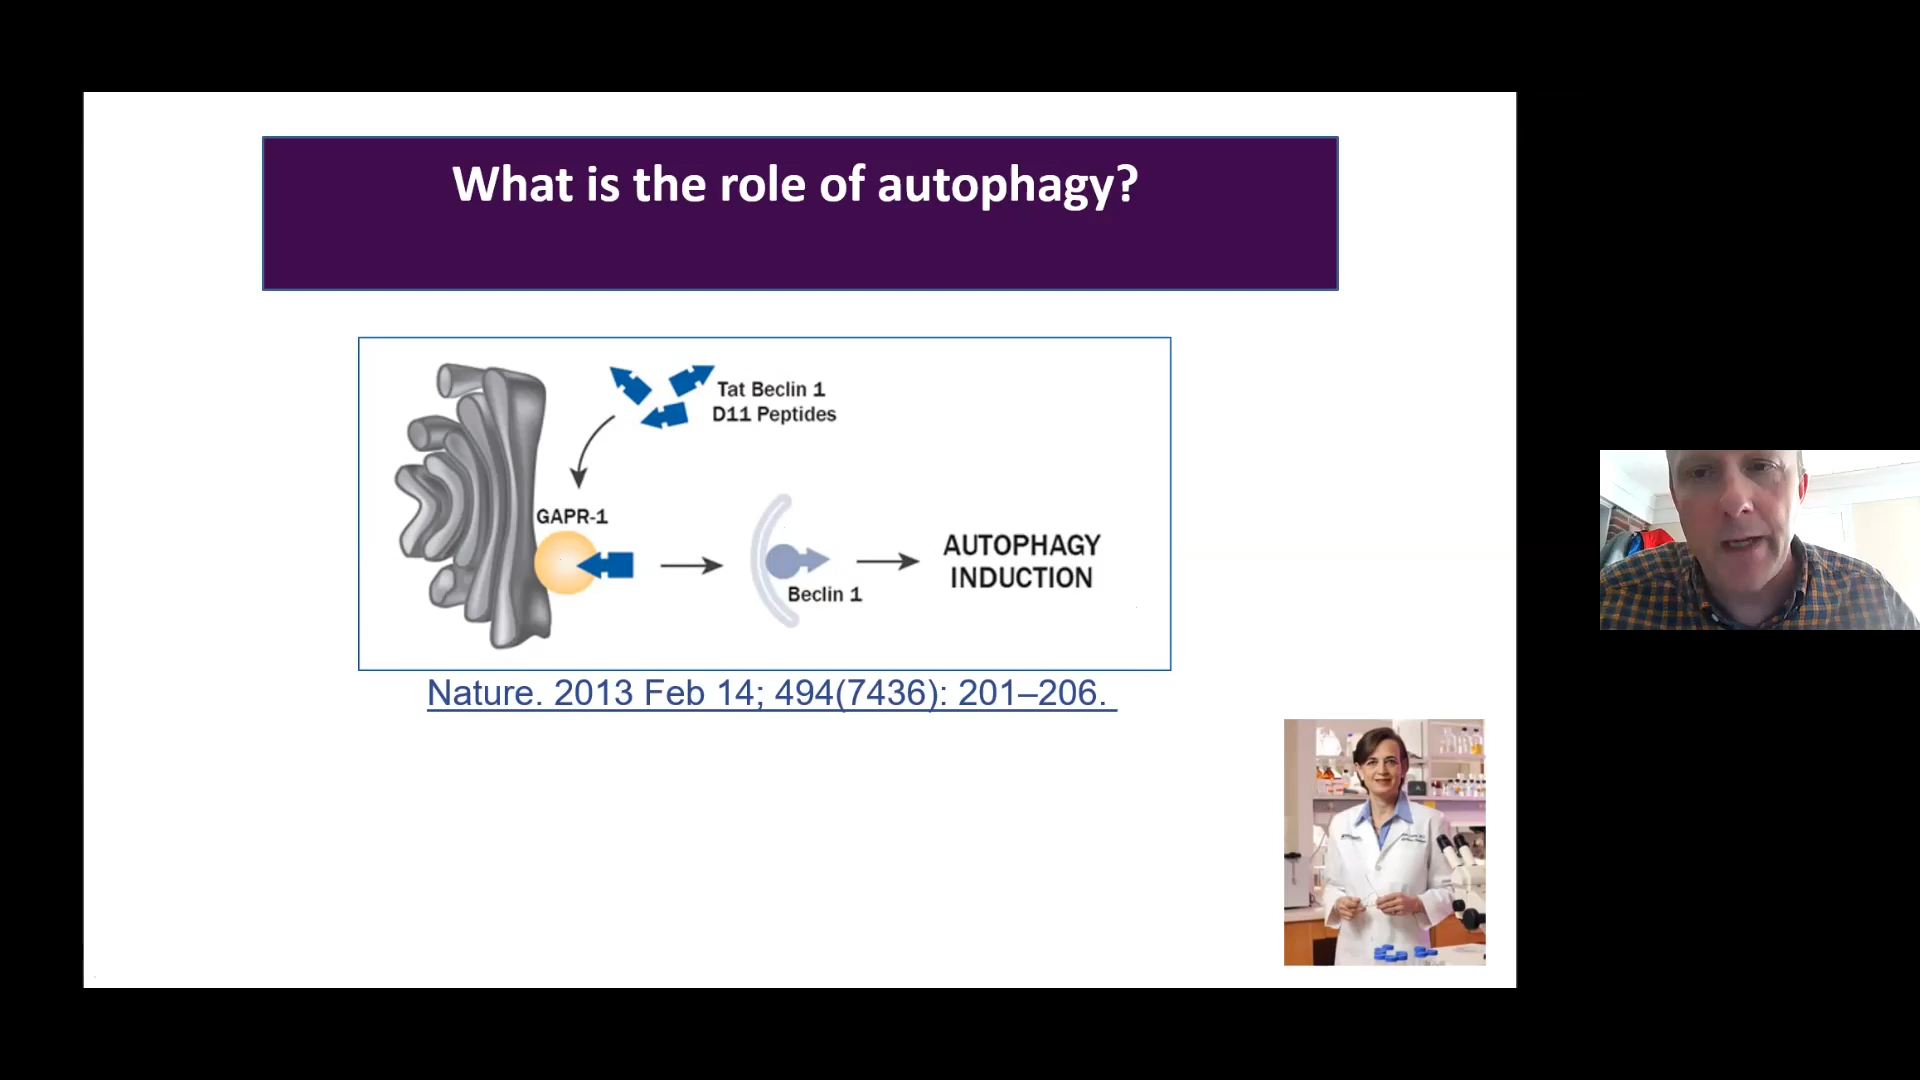 What is the role of autophagy?
Tat Beclin 1
D11 Peptides
GAPR-1
Beclin 1
AUTOPHAGY
INDUCTION
Nature. 2013 Feb 14; 494(7436): 201–206.